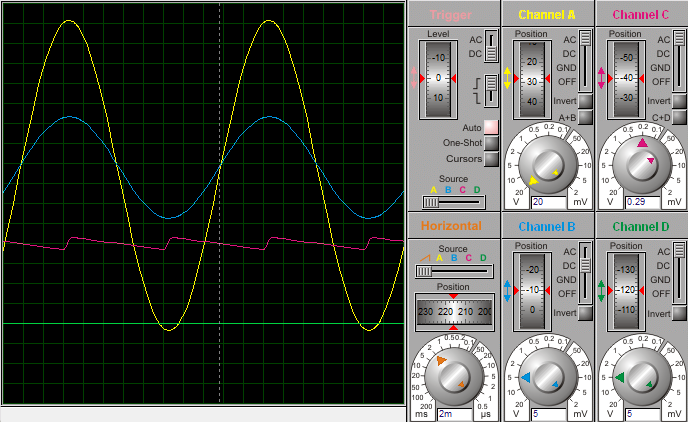 Trigger
Level
-10
0
10
AC
DC
Auto
One-Shot
Cursors
Source
A B C D
Channel A
Position
10
20
30
40
AC
DC
GND
OFF
Invert
A+B
V
20
mV
Channel C
Position
-50
-40
-30
AC
DC
GND
OFF
Invert
C+D
V
0.29
mV
Horizontal
Source
A B C D
Position
230 220 210 200
ms
2m
µs
Channel B
Position
-20
-10
0
AC
DC
GND
OFF
Invert
V
5
mV
Channel D
Position
-130
-120
-110
AC
DC
GND
OFF
Invert
V
5
mV